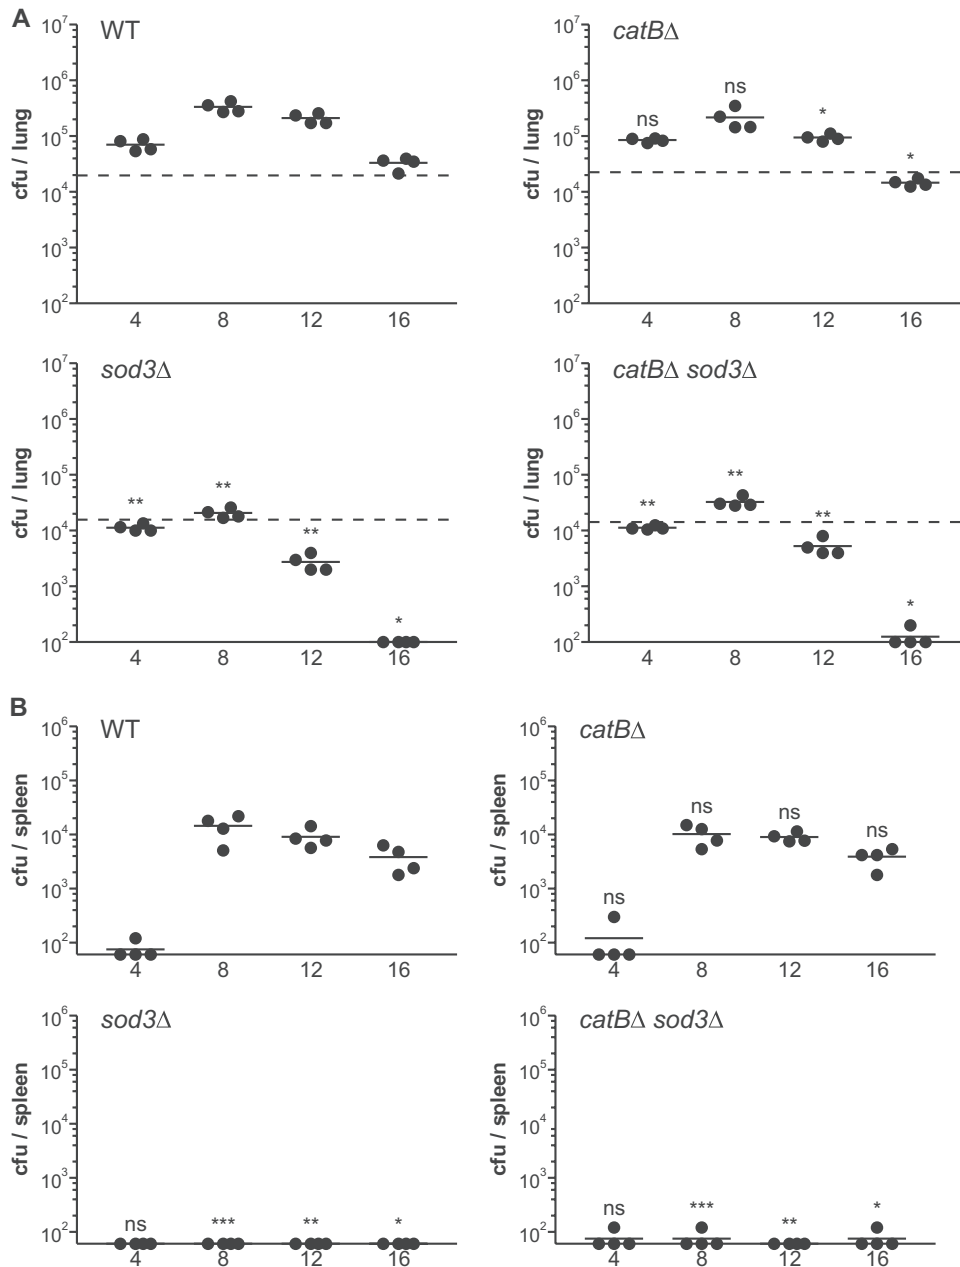 A
WT
cfu / lung
10⁷
10⁶
10⁵
10⁴
10³
10²
4 8 12 16
catBΔ
cfu / lung
10⁷
10⁶
10⁵
10⁴
10³
10²
ns ns * *
4 8 12 16
sod3Δ
cfu / lung
10⁷
10⁶
10⁵
10⁴
10³
10²
** ** ** *
4 8 12 16
catBΔ sod3Δ
cfu / lung
10⁷
10⁶
10⁵
10⁴
10³
10²
** ** ** *
4 8 12 16
B
WT
cfu / spleen
10⁶
10⁵
10⁴
10³
10²
4 8 12 16
catBΔ
cfu / spleen
10⁶
10⁵
10⁴
10³
10²
ns ns ns ns
4 8 12 16
sod3Δ
cfu / spleen
10⁶
10⁵
10⁴
10³
10²
ns *** ** *
4 8 12 16
catBΔ sod3Δ
cfu / spleen
10⁶
10⁵
10⁴
10³
10²
ns *** ** *
4 8 12 16